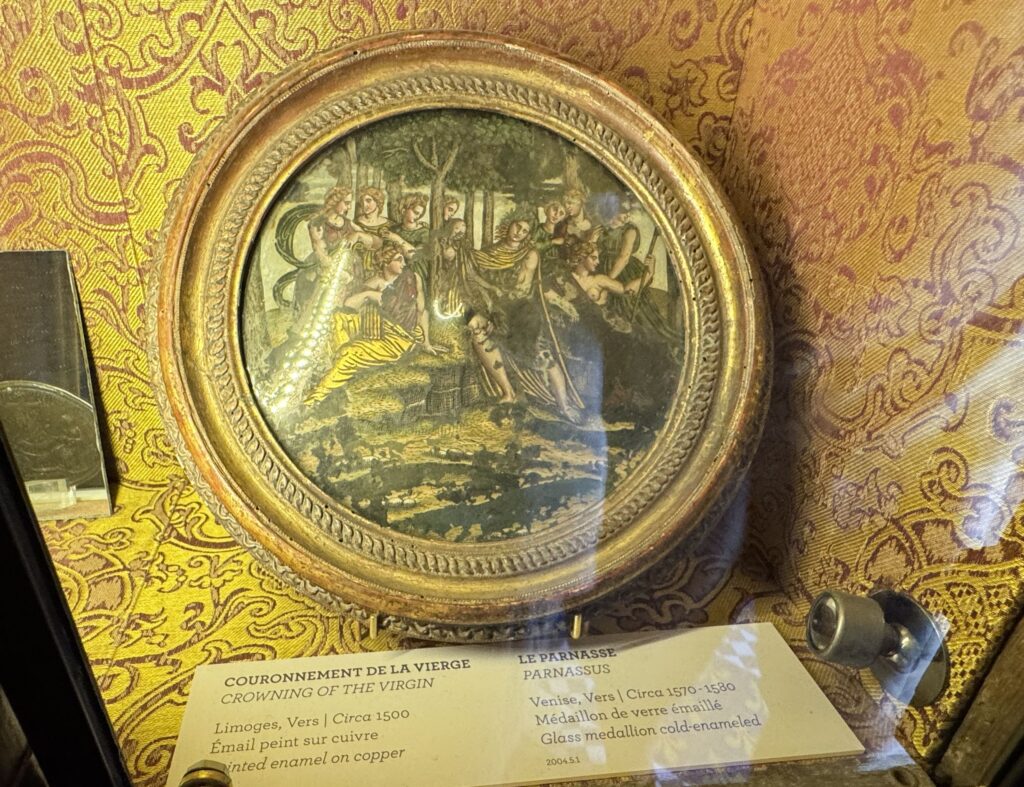 COURONNEMENT DE LA VIERGE
CROWNING OF THE VIRGIN
Limoges, Vers | Circa 1500
Émail peint sur cuivre
enamel on copper
LE PARNASSE
PARNASSUS
Venise, Vers | Circa 1570-1580
Médaillon de verre émaillé
Glass medallion cold-enameled
2004.5.1